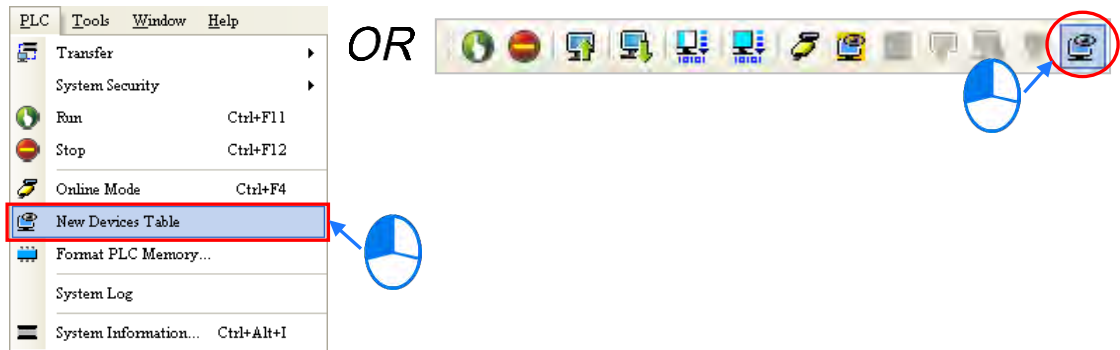 PLC Tools Window Help
Transfer
System Security
Run Ctrl+F11
Stop Ctrl+F12
Online Mode Ctrl+F4
New Devices Table
Format PLC Memory...
System Log
System Information... Ctrl+Alt+I
OR